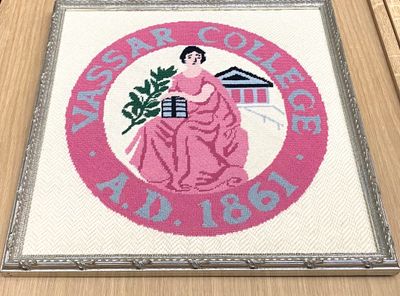 VASSAR COLLEGE
· A.D. 1861 ·